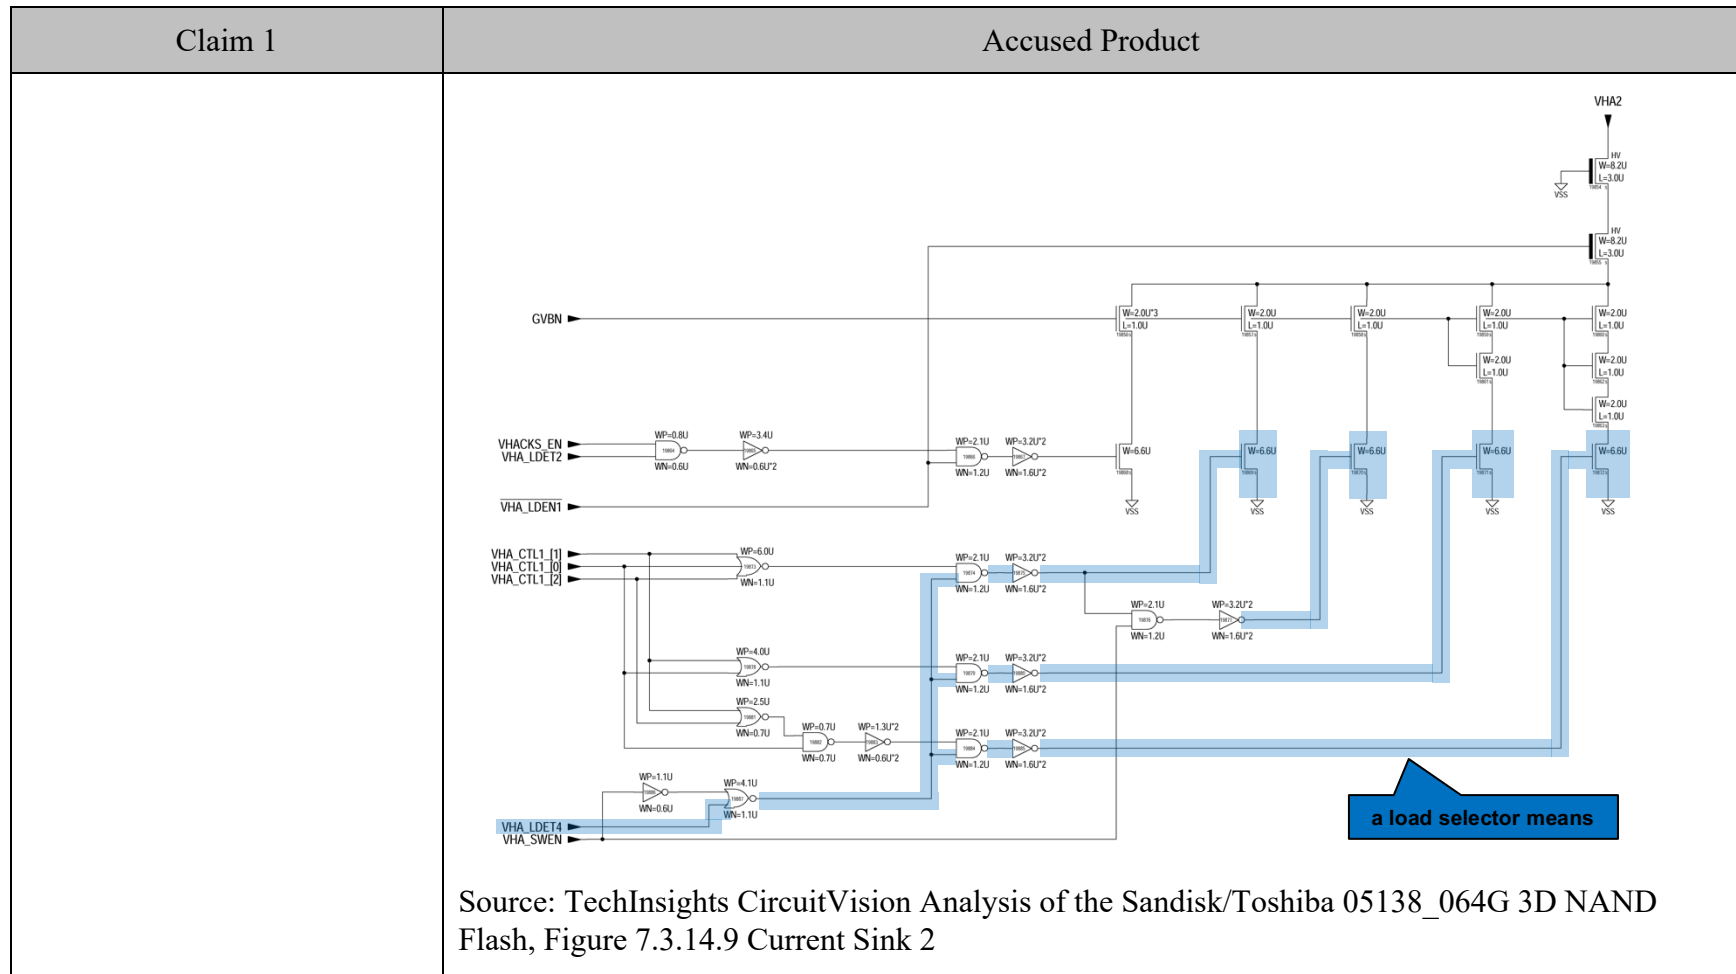 Claim 1
Accused Product
VHA2
HV
W=8.2U
L=3.0U
VSS
HV
W=8.2U
L=3.0U
GVBN
W=2.0U*3
L=1.0U
W=2.0U
L=1.0U
W=2.0U
L=1.0U
W=2.0U
L=1.0U
W=2.0U
L=1.0U
W=2.0U
L=1.0U
W=2.0U
L=1.0U
W=2.0U
L=1.0U
VHACKS_EN
VHA_LDET2
WP=0.8U
WN=0.6U
WP=3.4U
WN=0.6U*2
WP=2.1U
WN=1.2U
WP=3.2U*2
WN=1.6U*2
W=6.6U
W=6.6U
W=6.6U
W=6.6U
W=6.6U
VSS
VSS
VSS
VSS
VSS
VHA_LDEN1
VHA_CTL1_[1]
VHA_CTL1_[0]
VHA_CTL1_[2]
WP=6.0U
WN=1.1U
WP=2.1U
WN=1.2U
WP=3.2U*2
WN=1.6U*2
WP=2.1U
WN=1.2U
WP=3.2U*2
WN=1.6U*2
WP=4.0U
WN=1.1U
WP=2.1U
WN=1.2U
WP=3.2U*2
WN=1.6U*2
WP=2.5U
WN=0.7U
WP=0.7U
WN=0.7U
WP=1.3U*2
WN=0.6U*2
WP=2.1U
WN=1.2U
WP=3.2U*2
WN=1.6U*2
WP=1.1U
WN=0.6U
WP=4.1U
WN=1.1U
VHA_LDET4
VHA_SWEN
a load selector means
Source: TechInsights CircuitVision Analysis of the Sandisk/Toshiba 05138_064G 3D NAND
Flash, Figure 7.3.14.9 Current Sink 2